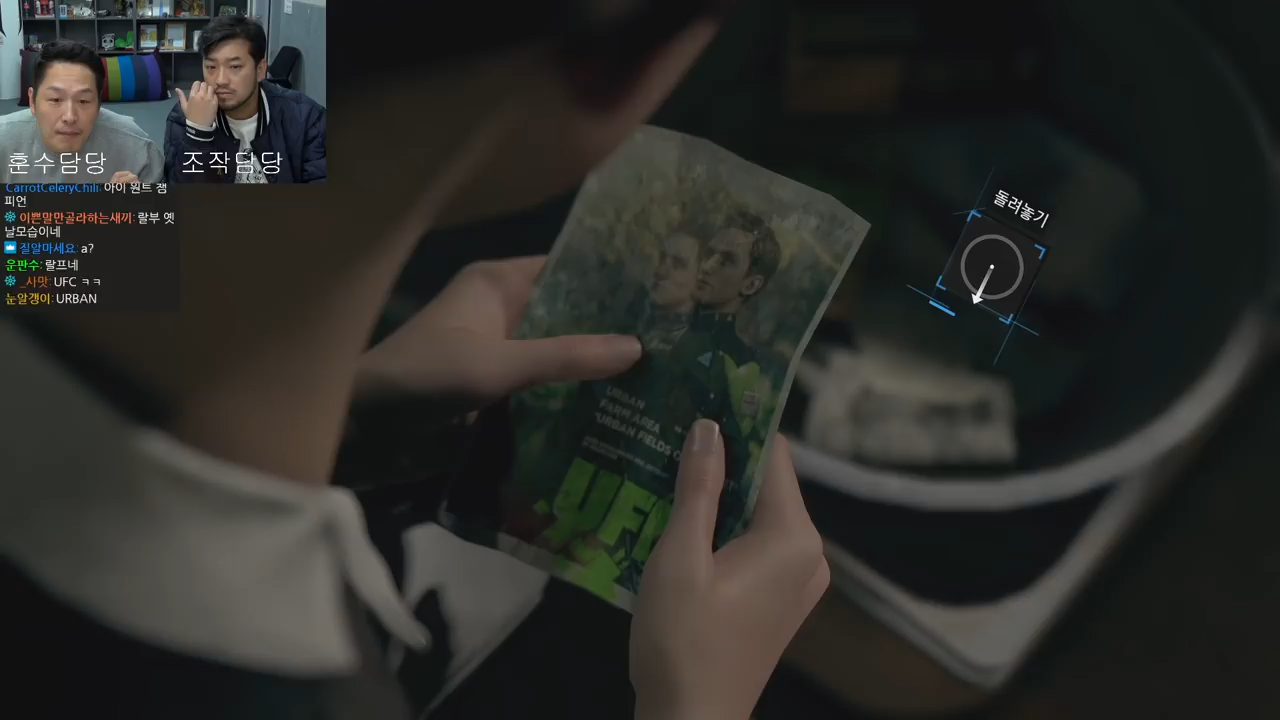 훈수담당
조작담당
CarrotCeleryChili: 아이 원트 챔
피언
이쁜말만골라하는새끼: 랄부 옛
날모습이네
질알마세요: a?
운판수: 랄프네
_사맛: UFC ㅋㅋ
눈알갱이: URBAN
돌려놓기
URBAN
FARM AREA
"URBAN FIELDS
UF